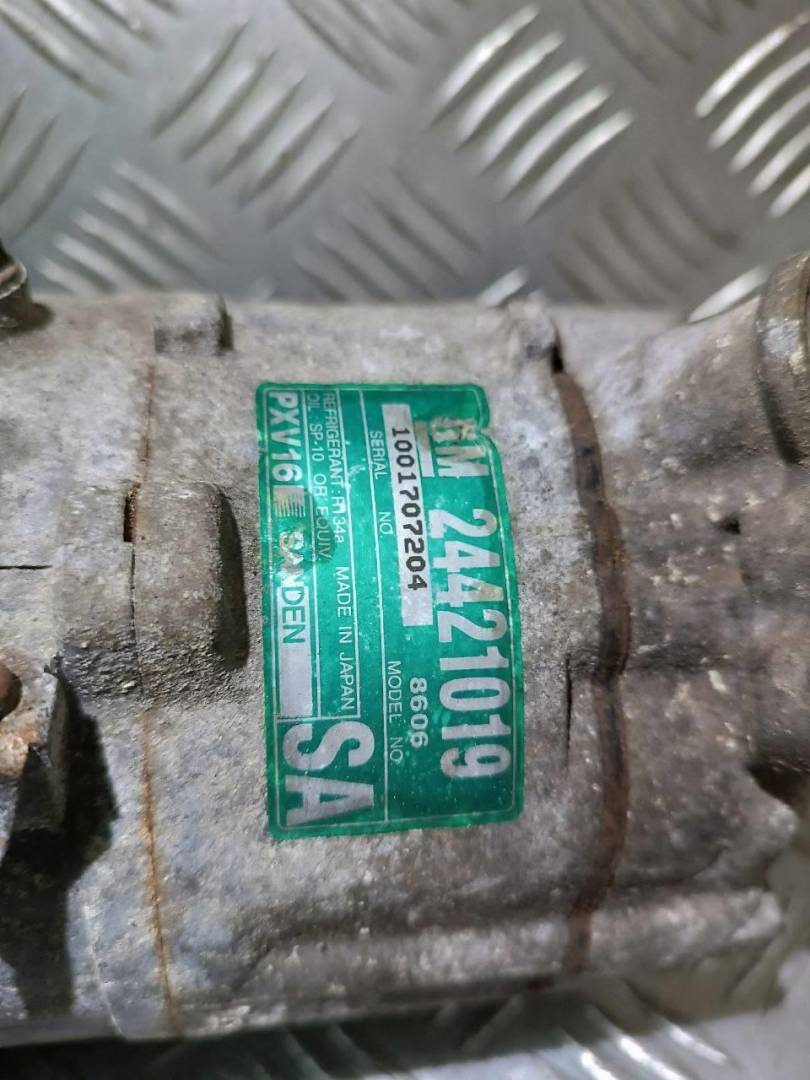 GM 24421019
8606
1001707204
SERIAL NO. MODEL NO.
REFRIGERANT : R134a MADE IN JAPAN
OIL : SP-10 OR EQUIV.
PXV16 SANDEN
SA